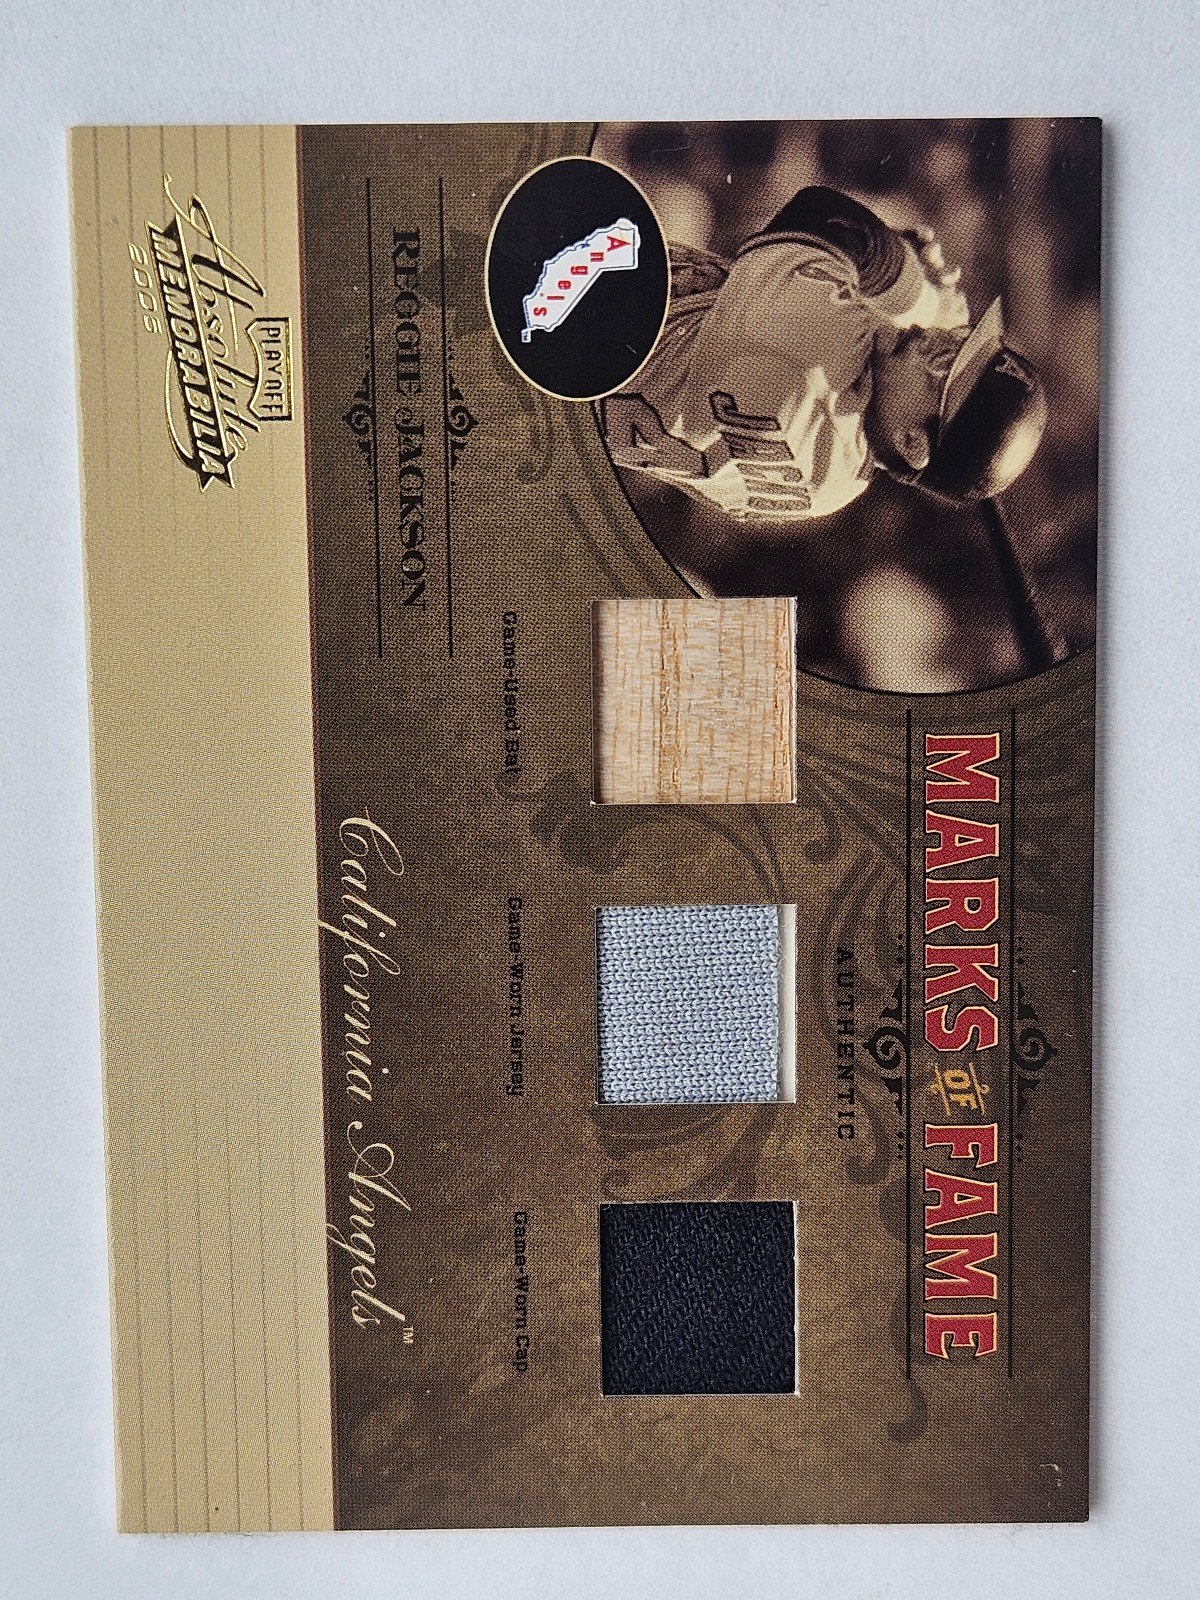 MARKS OF FAME
AUTHENTIC
A
Angels
Game-Used Bat
Game-Worn Jersey
Game-Worn Cap
REGGIE JACKSON
California Angels™
PLAYOFF
Absolute
MEMORABILIA
2005